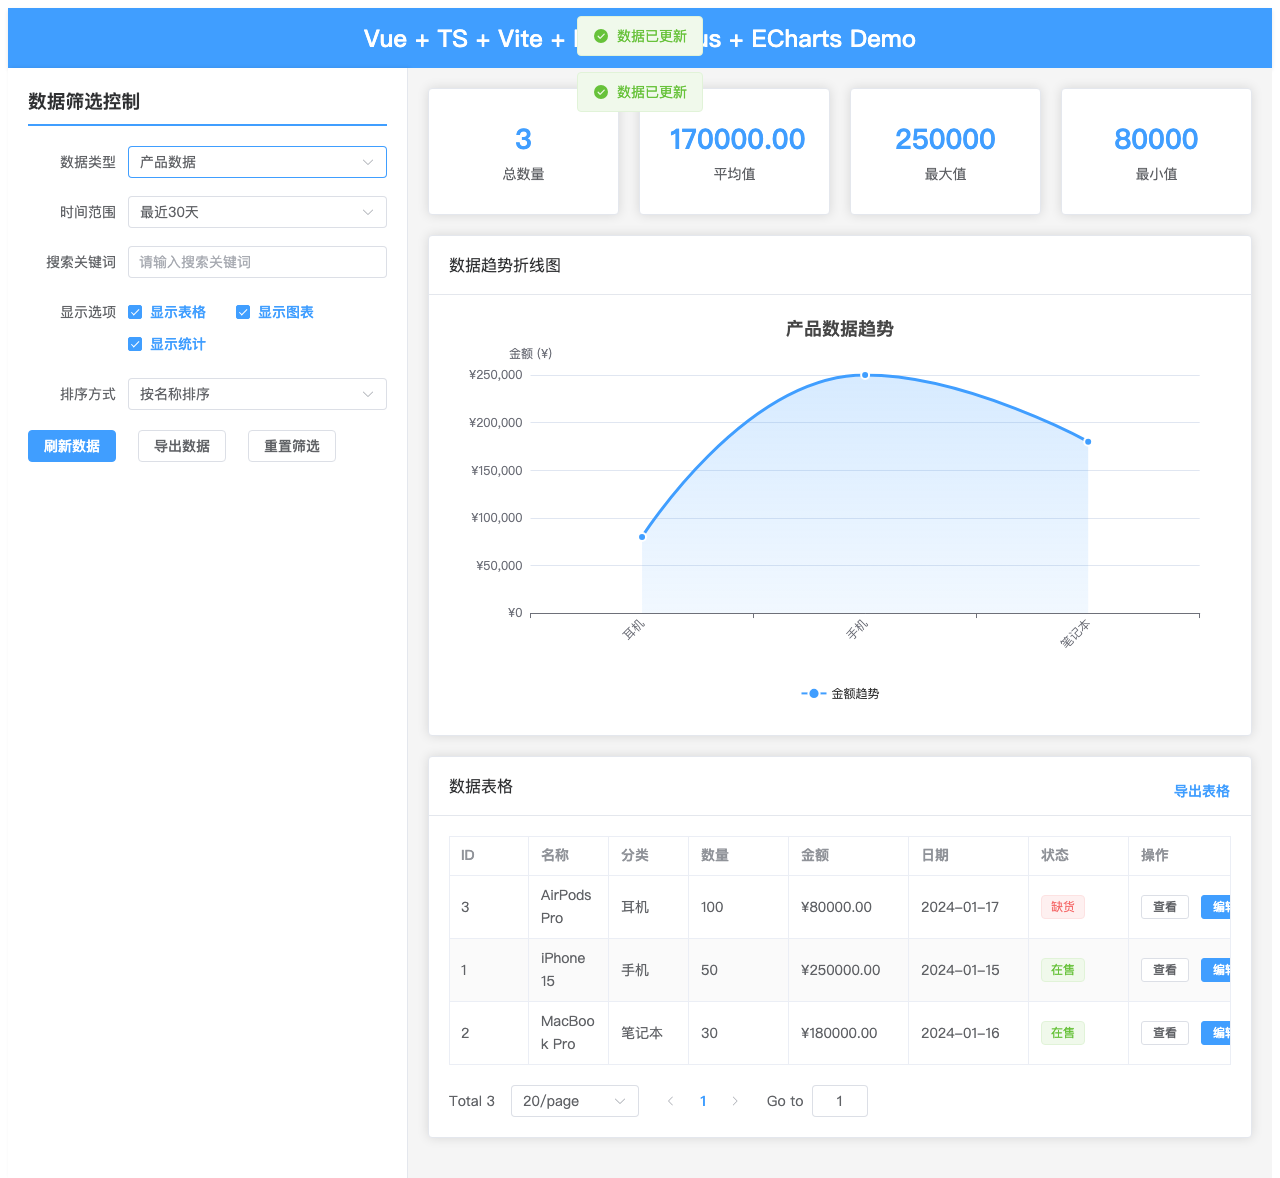 Vue + TS + Vite + us + ECharts Demo
数据已更新
数据已更新
数据筛选控制
数据类型
产品数据
时间范围
最近30天
搜索关键词
请输入搜索关键词
显示选项
显示表格
显示图表
显示统计
排序方式
按名称排序
刷新数据
导出数据
重置筛选
3
总数量
170000.00
平均值
250000
最大值
80000
最小值
数据趋势折线图
产品数据趋势
金额 (¥)
¥250,000
¥200,000
¥150,000
¥100,000
¥50,000
¥0
耳机
手机
笔记本
金额趋势
数据表格
导出表格
ID 名称 分类 数量 金额 日期 状态 操作
3 AirPods Pro 耳机 100 ¥80000.00 2024-01-17 缺货 查看
1 iPhone 15 手机 50 ¥250000.00 2024-01-15 在售 查看
2 MacBook Pro 笔记本 30 ¥180000.00 2024-01-16 在售 查看
Total 3 20/page 1 Go to 1